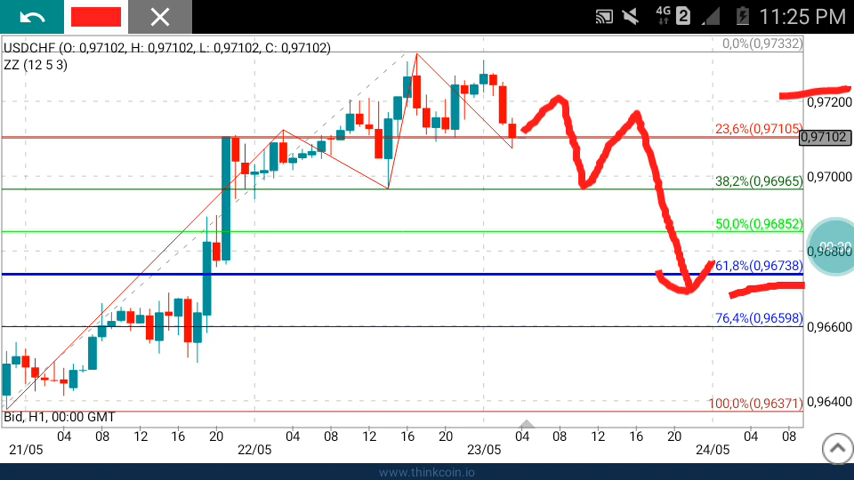 4G 2 11:25 PM
USDCHF (O: 0,97102, H: 0,97102, L: 0,97102, C: 0,97102)
0,0%(0,97332)
ZZ (12 5 3)
0,97200
23,6%(0,97105)
0,97102
0,97000
38,2%(0,96965)
50,0%(0,96852)
0,96800
61,8%(0,96738)
76,4%(0,96598)
0,96600
100,0%(0,96371)
0,96400
Bid, H1, 00:00 GMT
04 08 12 16 20 04 08 12 16 20 04 08 12 16 20 04 08
21/05 22/05 23/05 24/05
www.thinkcoin.io